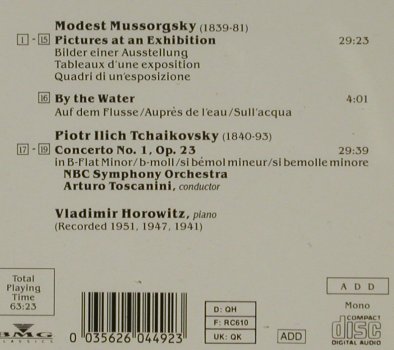 Modest Mussorgsky (1839-81)
1 - 15 Pictures at an Exhibition 29:23
Bilder einer Ausstellung
Tableaux d'une exposition
Quadri di un'esposizione
16 By the Water 4:01
Auf dem Flusse/Auprès de l'eau/Sull'acqua
Piotr Ilich Tchaikovsky (1840-93)
17 - 19 Concerto No. 1, Op. 23 29:39
in B-Flat Minor/b-moll/si bémol mineur/si bemolle minore
NBC Symphony Orchestra
Arturo Toscanini, conductor
Vladimir Horowitz, piano
(Recorded 1951, 1947, 1941)
Total
Playing
Time
63:23
A D D
Mono
BMG
CLASSICS
0 035626 044923
D: QH
F: RC610
UK: QK
ADD
COMPACT
disc
DIGITAL AUDIO